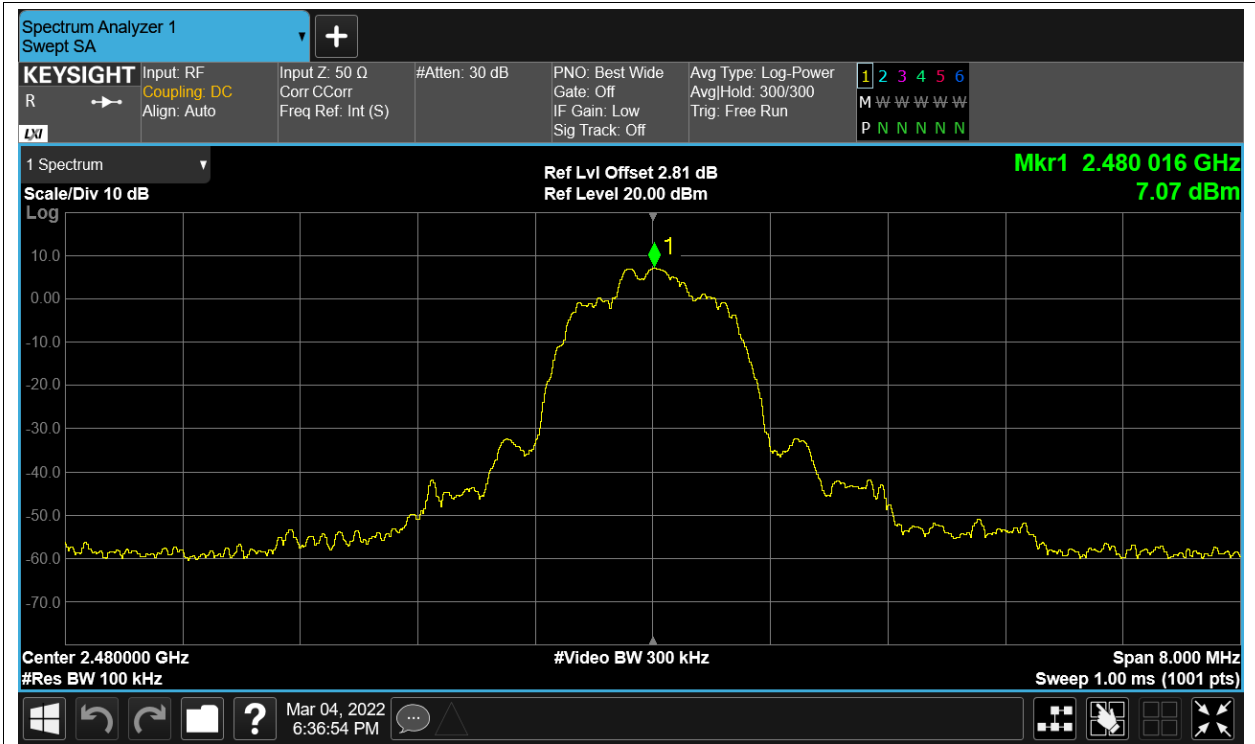 Spectrum Analyzer 1
Swept SA
KEYSIGHT
R
LXI
Input: RF
Coupling: DC
Align: Auto
Input Z: 50 Ω
Corr CCorr
Freq Ref: Int (S)
#Atten: 30 dB
PNO: Best Wide
Gate: Off
IF Gain: Low
Sig Track: Off
Avg Type: Log-Power
Avg|Hold: 300/300
Trig: Free Run
1 2 3 4 5 6
M W W W W W
P N N N N N
1 Spectrum
Scale/Div 10 dB
Log
Ref Lvl Offset 2.81 dB
Ref Level 20.00 dBm
Mkr1 2.480 016 GHz
7.07 dBm
1
10.0
0.00
-10.0
-20.0
-30.0
-40.0
-50.0
-60.0
-70.0
Center 2.480000 GHz
#Res BW 100 kHz
#Video BW 300 kHz
Span 8.000 MHz
Sweep 1.00 ms (1001 pts)
?
Mar 04, 2022
6:36:54 PM